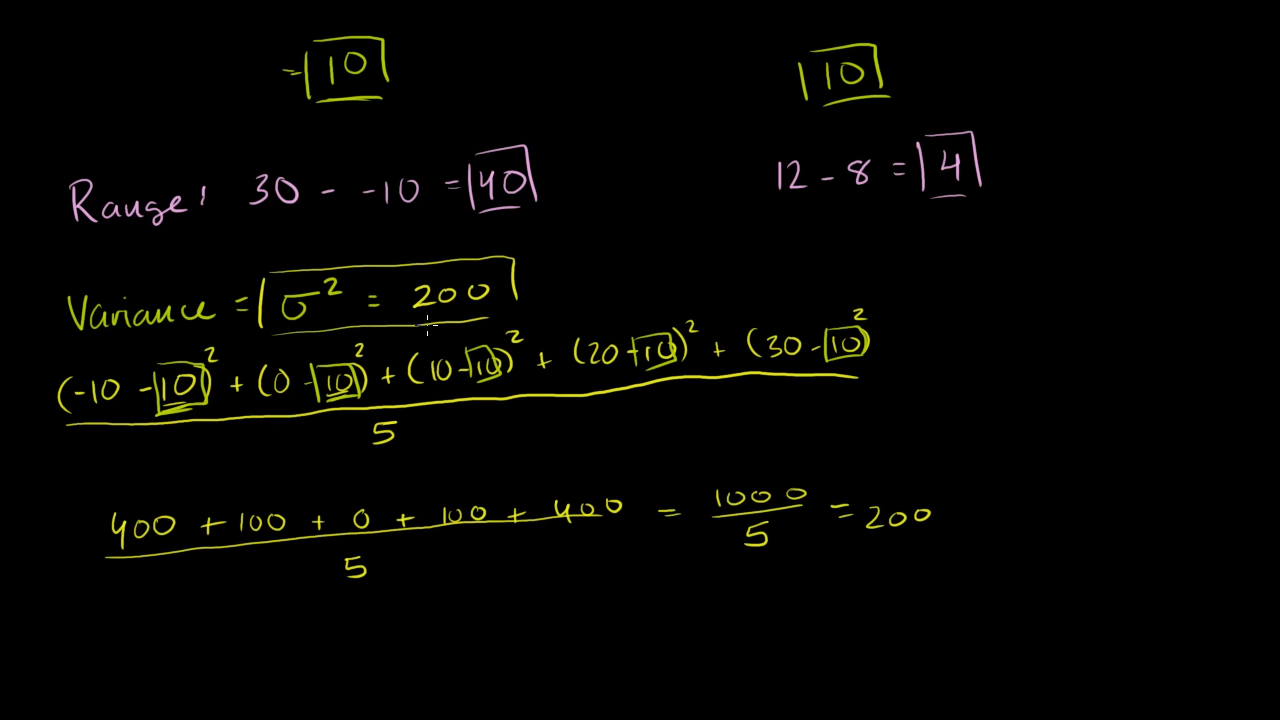 = 10 10
Range: 30 - -10 = 40 12 - 8 = 4
Variance = σ² = 200
(-10 - 10)² + (0 - 10)² + (10 - 10)² + (20 - 10)² + (30 - 10)²
5
400 + 100 + 0 + 100 + 400 = 1000 = 200
5 5